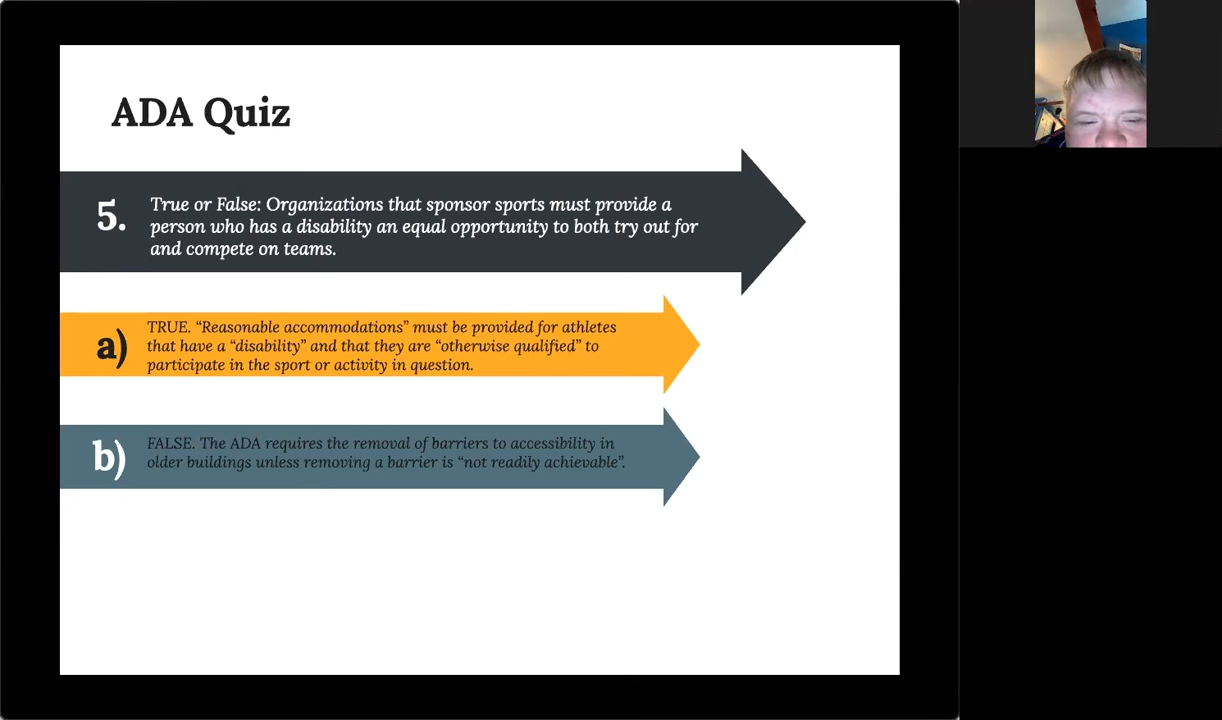 ADA Quiz
5.
True or False: Organizations that sponsor sports must provide a
person who has a disability an equal opportunity to both try out for
and compete on teams.
a)
TRUE. “Reasonable accommodations” must be provided for athletes
that have a “disability” and that they are “otherwise qualified” to
participate in the sport or activity in question.
b)
FALSE. The ADA requires the removal of barriers to accessibility in
older buildings unless removing a barrier is “not readily achievable”.